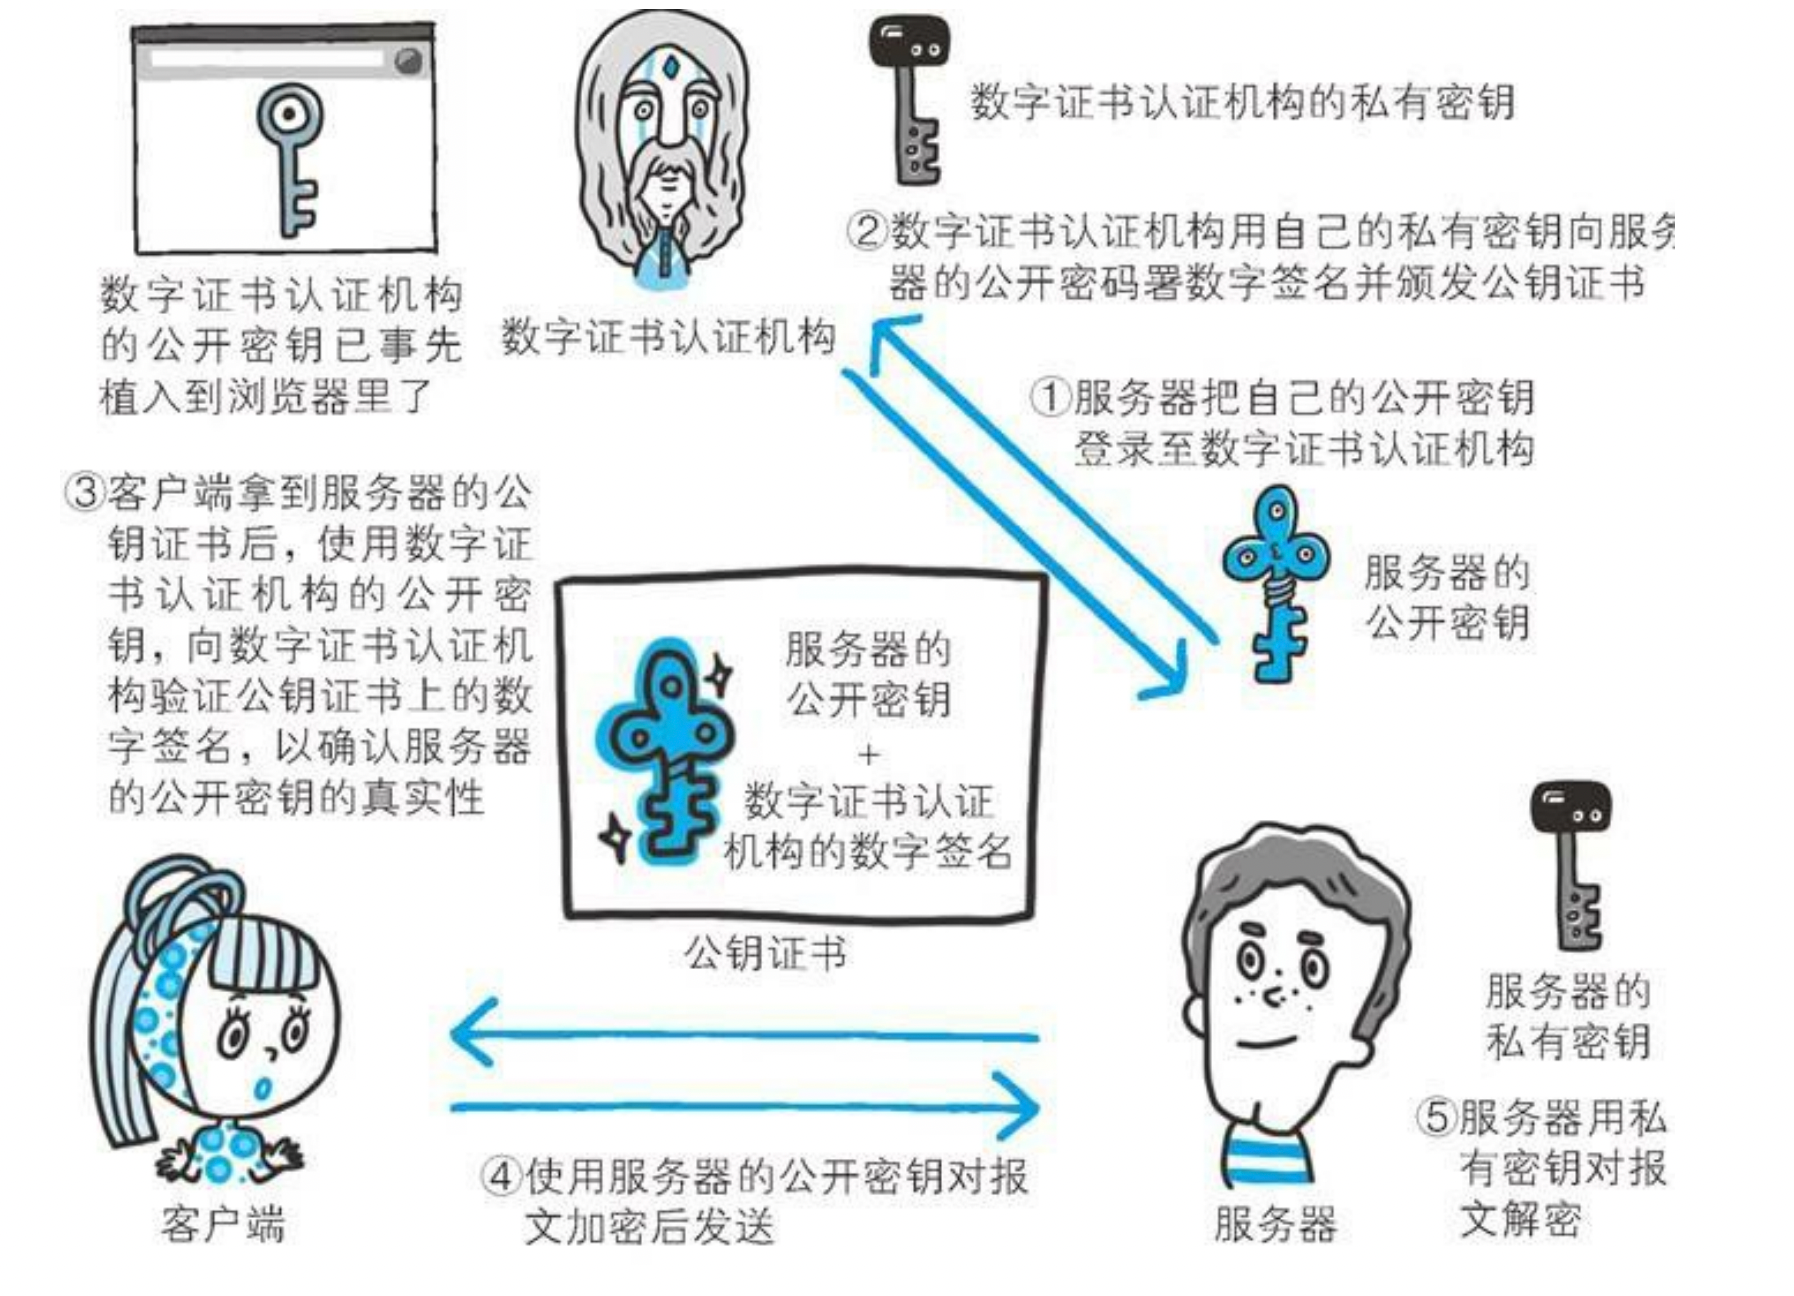 数字证书认证机构的私有密钥
②数字证书认证机构用自己的私有密钥向服务
器的公开密码署数字签名并颁发公钥证书
数字证书认证机构
的公开密钥已事先
植入到浏览器里了
数字证书认证机构
①服务器把自己的公开密钥
登录至数字证书认证机构
③客户端拿到服务器的公
钥证书后，使用数字证
书认证机构的公开密
钥，向数字证书认证机
构验证公钥证书上的数
字签名，以确认服务器
的公开密钥的真实性
服务器的
公开密钥
服务器的
公开密钥
+
数字证书认证
机构的数字签名
公钥证书
服务器的
私有密钥
⑤服务器用私
有密钥对报
文解密
④使用服务器的公开密钥对报
文加密后发送
客户端
服务器